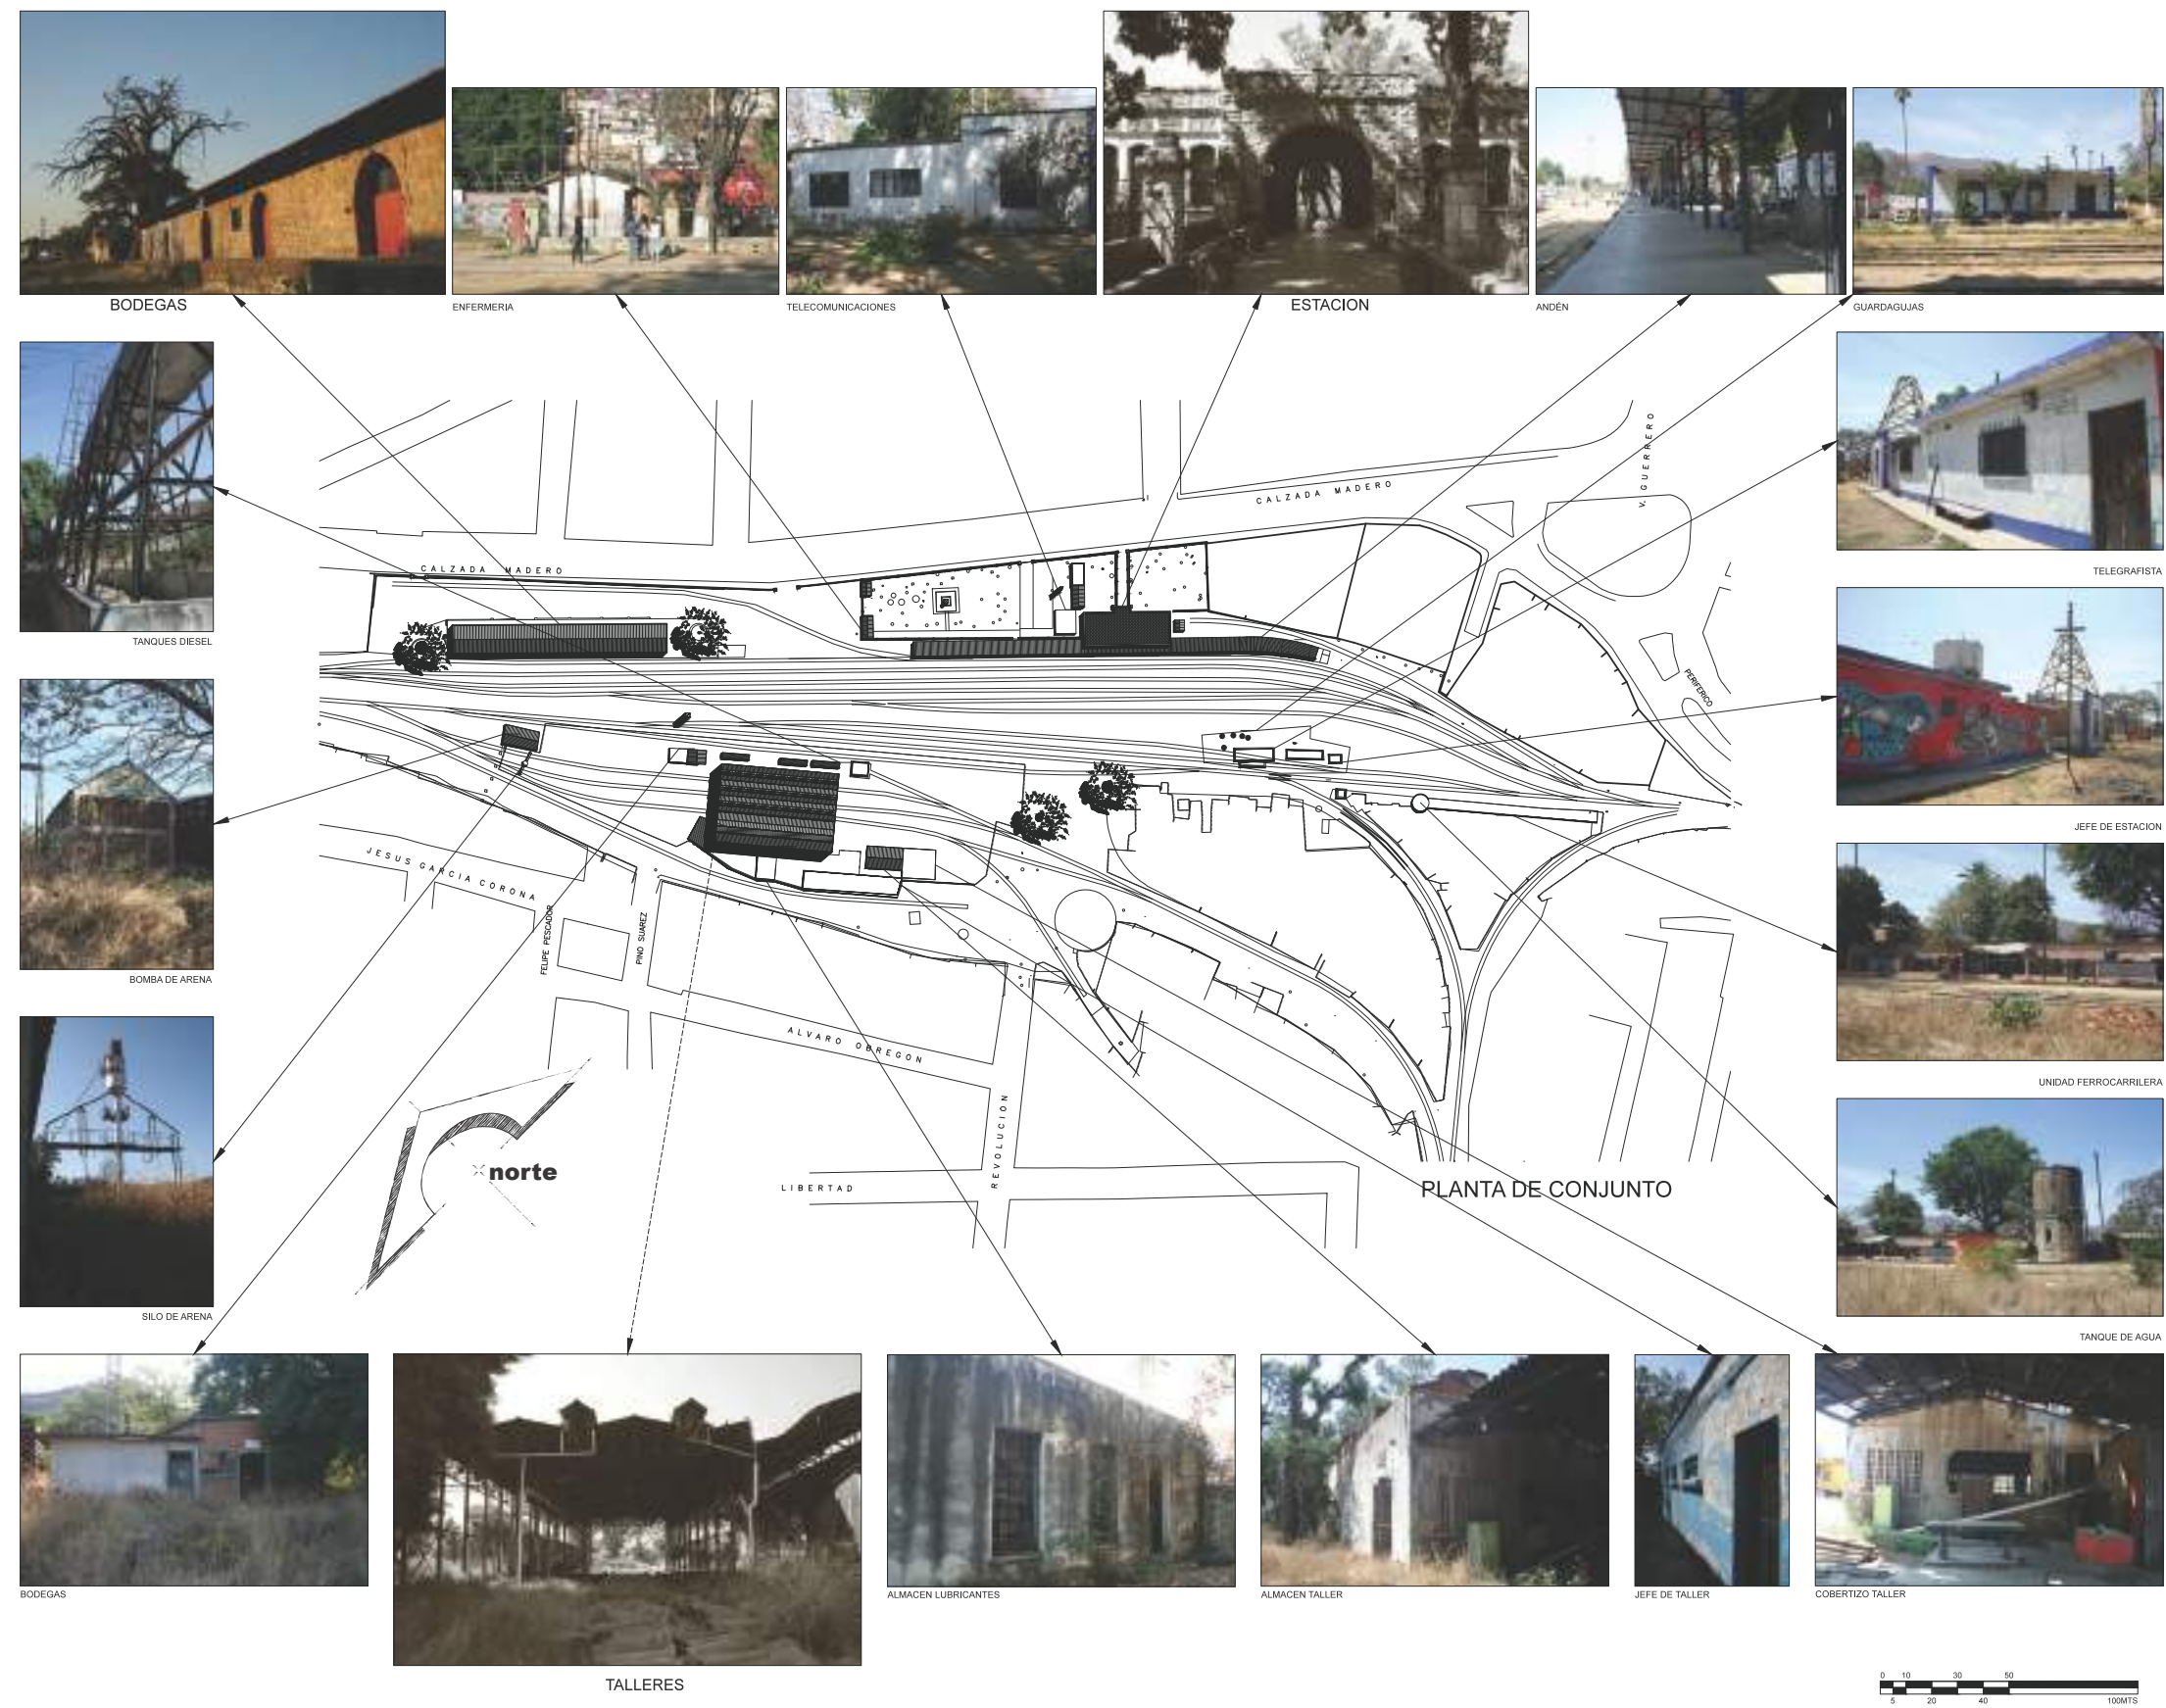 BODEGAS
ENFERMERIA
TELECOMUNICACIONES
ESTACION
ANDÉN
GUARDAGUJAS
TANQUES DIESEL
TELEGRAFISTA
V. GUERRERO
CALZADA MADERO
CALZADA MADERO
PERIFERICO
JEFE DE ESTACION
BOMBA DE ARENA
JESUS GARCIA CORONA
FELIPE PESCADOR
PINO SUAREZ
ALVARO OBREGON
REVOLUCION
LIBERTAD
norte
PLANTA DE CONJUNTO
UNIDAD FERROCARRILERA
SILO DE ARENA
TANQUE DE AGUA
BODEGAS
TALLERES
ALMACEN LUBRICANTES
ALMACEN TALLER
JEFE DE TALLER
COBERTIZO TALLER
0 10 30 50
5 20 40 100MTS